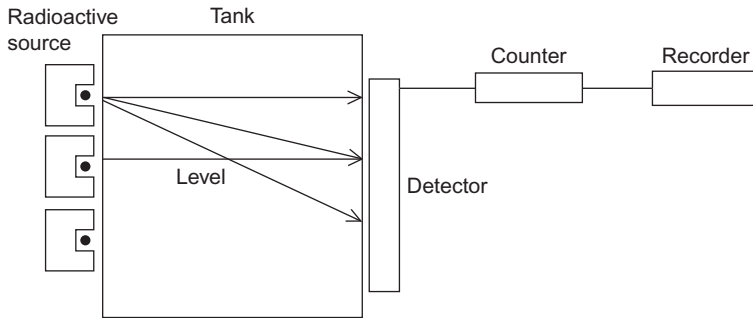 Radioactive
source
Tank
Counter
Recorder
Level
Detector